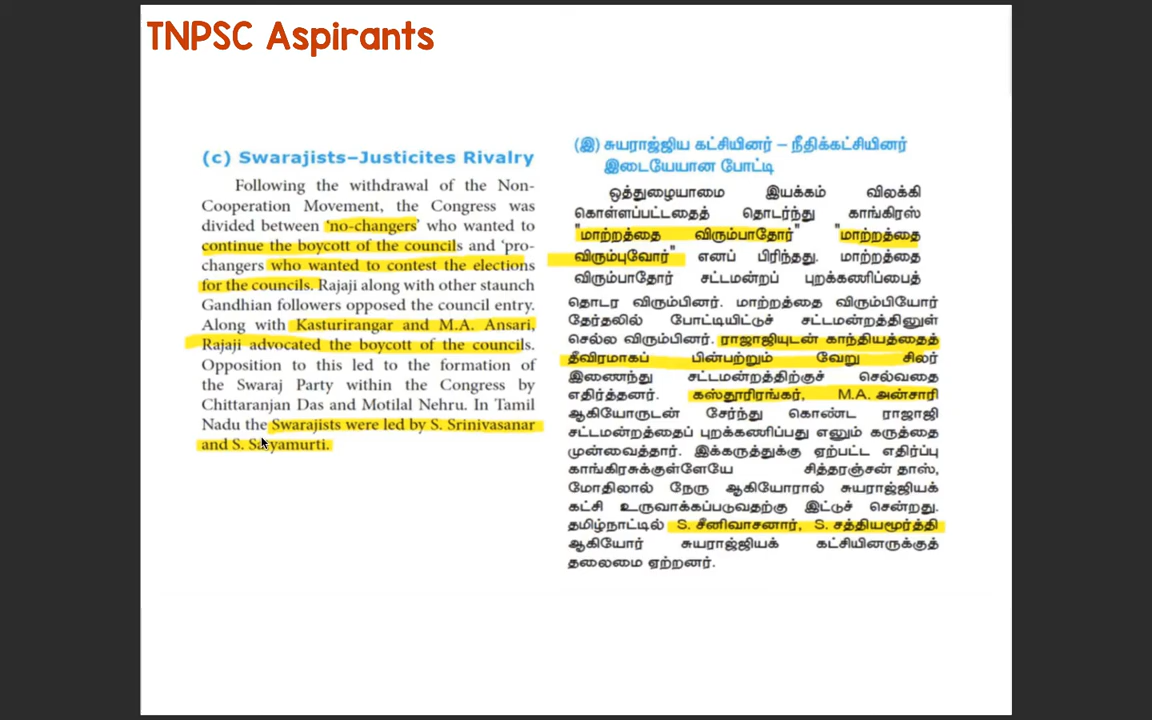 TNPSC Aspirants
(c) Swarajists–Justicites Rivalry
Following the withdrawal of the Non-
Cooperation Movement, the Congress was
divided between ‘no-changers’ who wanted to
continue the boycott of the councils and ‘pro-
changers who wanted to contest the elections
for the councils. Rajaji along with other staunch
Gandhian followers opposed the council entry.
Along with Kasturirangar and M.A. Ansari,
Rajaji advocated the boycott of the councils.
Opposition to this led to the formation of
the Swaraj Party within the Congress by
Chittaranjan Das and Motilal Nehru. In Tamil
Nadu the Swarajists were led by S. Srinivasanar
and S. Satyamurti.
(இ) சுயராஜ்ஜிய கட்சியினர் – நீதிக்கட்சியினர்
இடையேயான போட்டி
ஒத்துழையாமை இயக்கம் விலக்கி
கொள்ளப்பட்டதைத் தொடர்ந்து காங்கிரஸ்
"மாற்றத்தை விரும்பாதோர்" "மாற்றத்தை
விரும்புவோர்" எனப் பிரிந்தது. மாற்றத்தை
விரும்பாதோர் சட்டமன்றப் புறக்கணிப்பைத்
தொடர விரும்பினர். மாற்றத்தை விரும்பியோர்
தேர்தலில் போட்டியிட்டுச் சட்டமன்றத்தினுள்
செல்ல விரும்பினர். ராஜாஜியுடன் காந்தியத்தைத்
தீவிரமாகப் பின்பற்றும் வேறு சிலர்
இணைந்து சட்டமன்றத்திற்குச் செல்வதை
எதிர்த்தனர். கஸ்தூரிரங்கர், M.A. அன்சாரி
ஆகியோருடன் சேர்ந்து கொண்ட ராஜாஜி
சட்டமன்றத்தைப் புறக்கணிப்பது எனும் கருத்தை
முன்வைத்தார். இக்கருத்துக்கு ஏற்பட்ட எதிர்ப்பு
காங்கிரசுக்குள்ளேயே சித்தரஞ்சன் தாஸ்,
மோதிலால் நேரு ஆகியோரால் சுயராஜ்ஜியக்
கட்சி உருவாக்கப்படுவதற்கு இட்டுச் சென்றது.
தமிழ்நாட்டில் S. சீனிவாசனார், S. சத்தியமூர்த்தி
ஆகியோர் சுயராஜ்ஜியக் கட்சியினருக்குத்
தலைமை ஏற்றனர்.